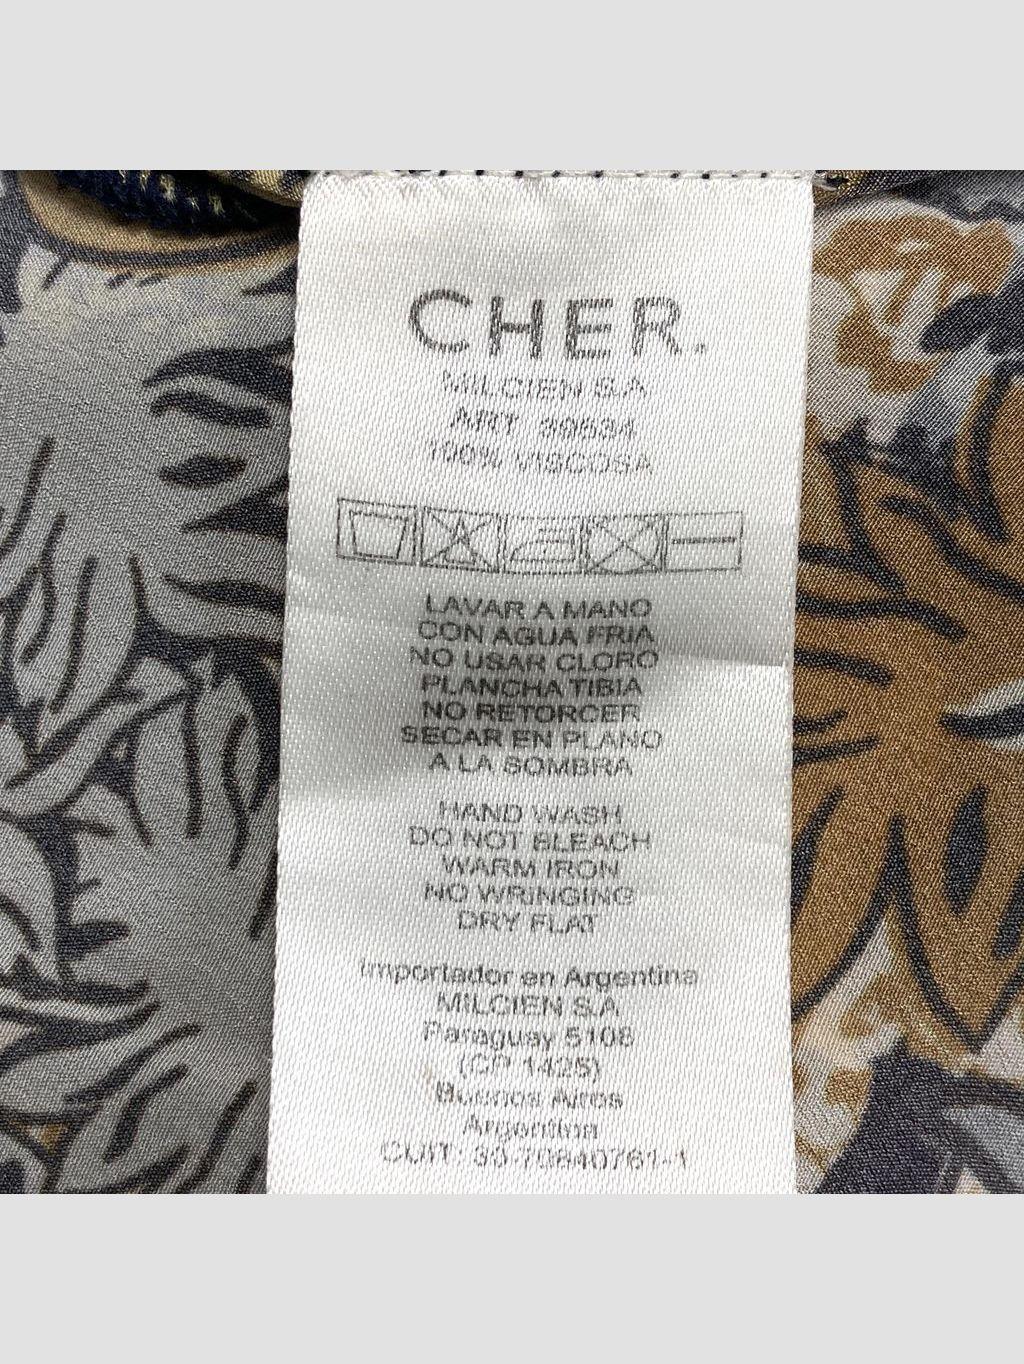 CHER.
MILCIEN S.A
ART 39534
100% VISCOSA
LAVAR A MANO
CON AGUA FRIA
NO USAR CLORO
PLANCHA TIBIA
NO RETORCER
SECAR EN PLANO
A LA SOMBRA
HAND WASH
DO NOT BLEACH
WARM IRON
NO WRINGING
DRY FLAT
Importador en Argentina
MILCIEN S.A
Paraguay 5108
(CP 1425)
Buenos Aires
Argentina
CUIT: 30-70840761-1